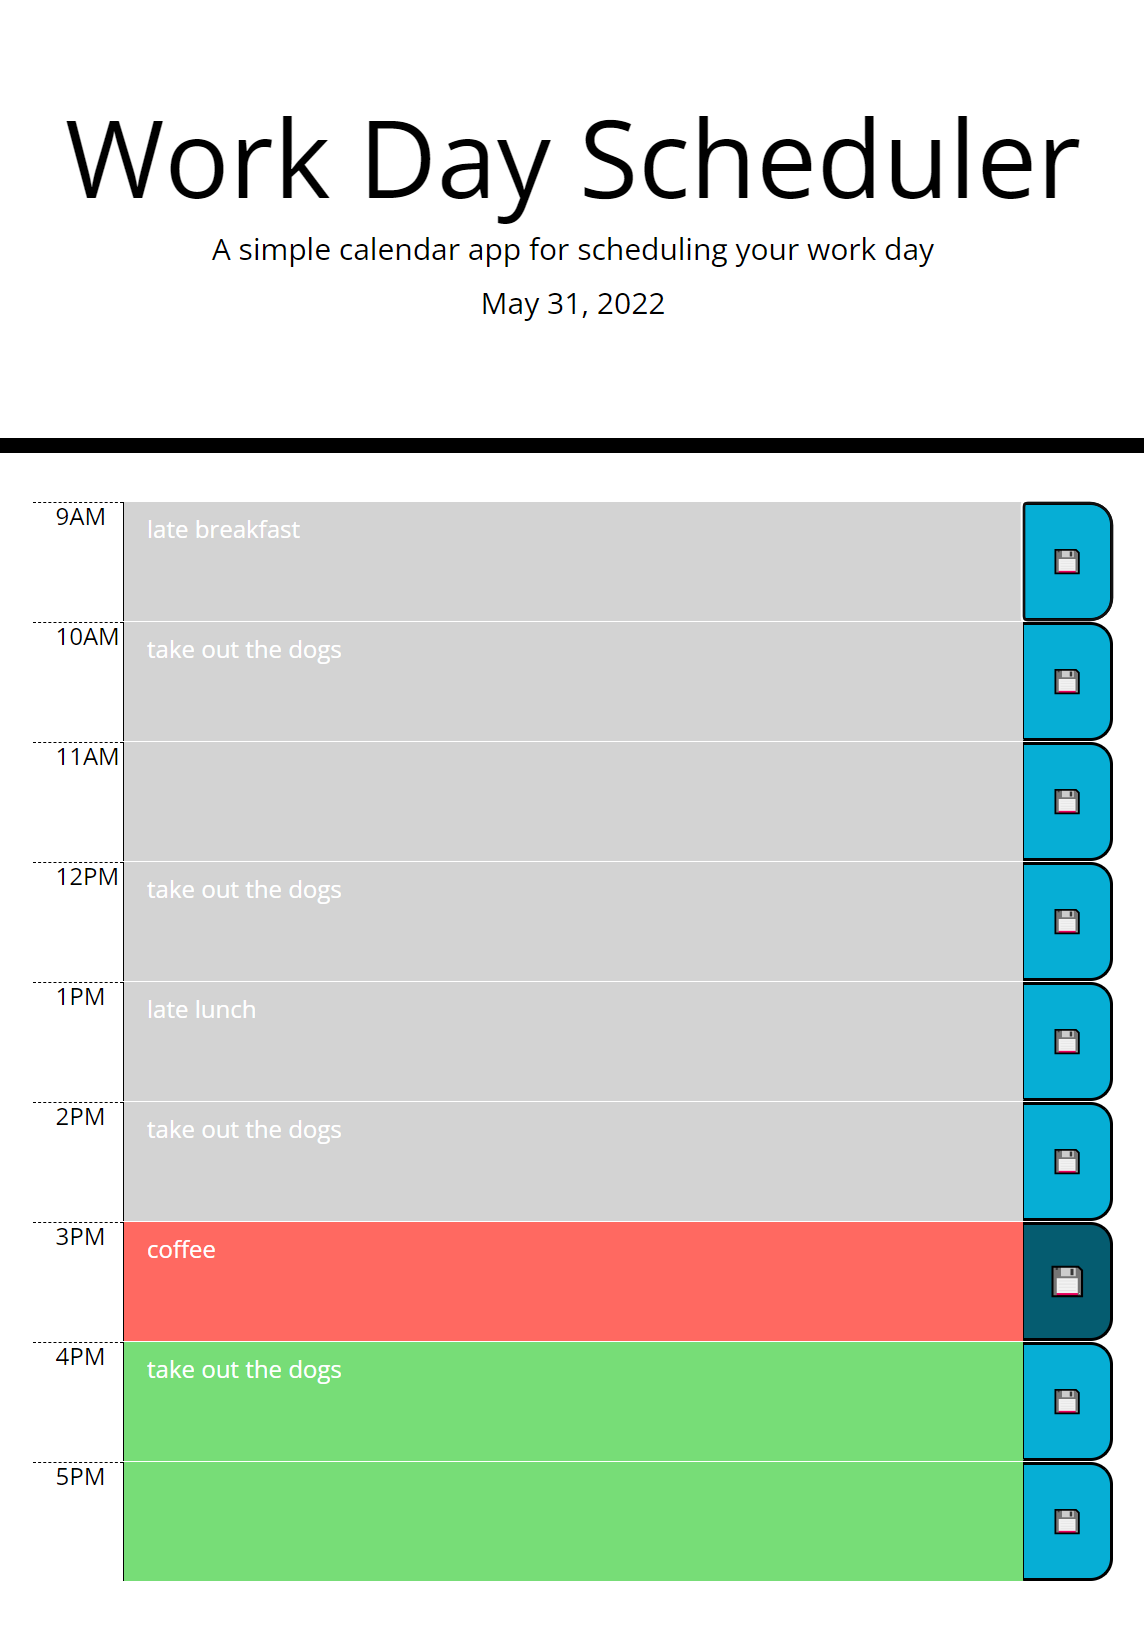 Work Day Scheduler
A simple calendar app for scheduling your work day
May 31, 2022
9AM
late breakfast
10AM
take out the dogs
11AM
12PM
take out the dogs
1PM
late lunch
2PM
take out the dogs
3PM
coffee
4PM
take out the dogs
5PM